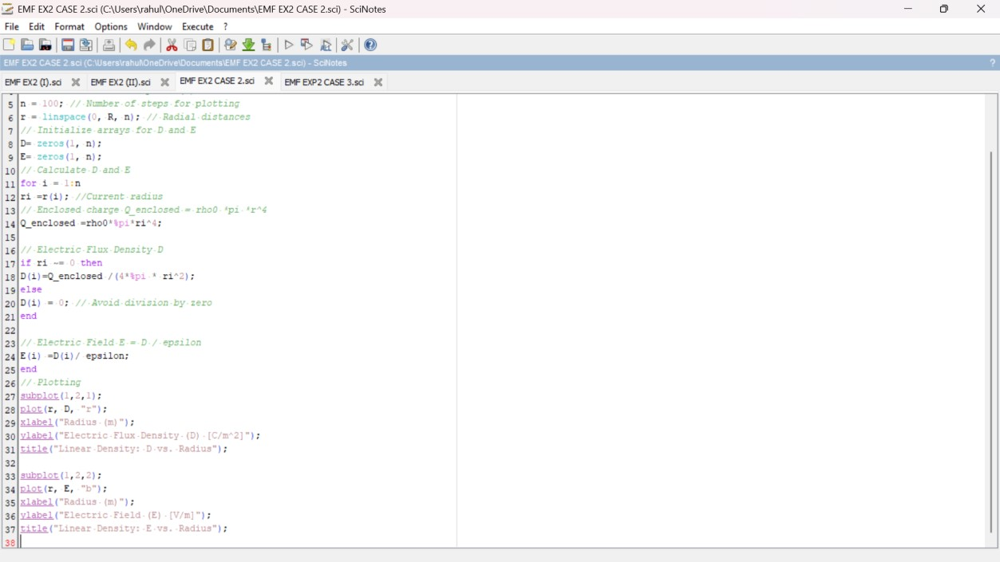 EMF EX2 CASE 2.sci (C:\Users\rahul\OneDrive\Documents\EMF EX2 CASE 2.sci) - SciNotes
File Edit Format Options Window Execute ?
EMF EX2 CASE 2.sci (C:\Users\rahul\OneDrive\Documents\EMF EX2 CASE 2.sci) - SciNotes ?
EMF EX2 (I).sci EMF EX2 (II).sci EMF EX2 CASE 2.sci EMF EXP2 CASE 3.sci
5 n = 100; // Number of steps for plotting
6 r = linspace(0, R, n); // Radial distances
7 // Initialize arrays for D and E
8 D= zeros(1, n);
9 E= zeros(1, n);
10 // Calculate D and E
11 for i = 1:n
12 ri =r(i); //Current radius
13 // Enclosed charge Q_enclosed = rho0 *pi *r^4
14 Q_enclosed =rho0*%pi*ri^4;
15
16 // Electric Flux Density D
17 if ri ~= 0 then
18 D(i)=Q_enclosed /(4*%pi * ri^2);
19 else
20 D(i) = 0; // Avoid division by zero
21 end
22
23 // Electric Field E = D / epsilon
24 E(i) =D(i)/ epsilon;
25 end
26 // Plotting
27 subplot(1,2,1);
28 plot(r, D, "r");
29 xlabel("Radius (m)");
30 ylabel("Electric Flux Density (D) [C/m^2]");
31 title("Linear Density: D vs. Radius");
32
33 subplot(1,2,2);
34 plot(r, E, "b");
35 xlabel("Radius (m)");
36 ylabel("Electric Field (E) [V/m]");
37 title("Linear Density: E vs. Radius");
38